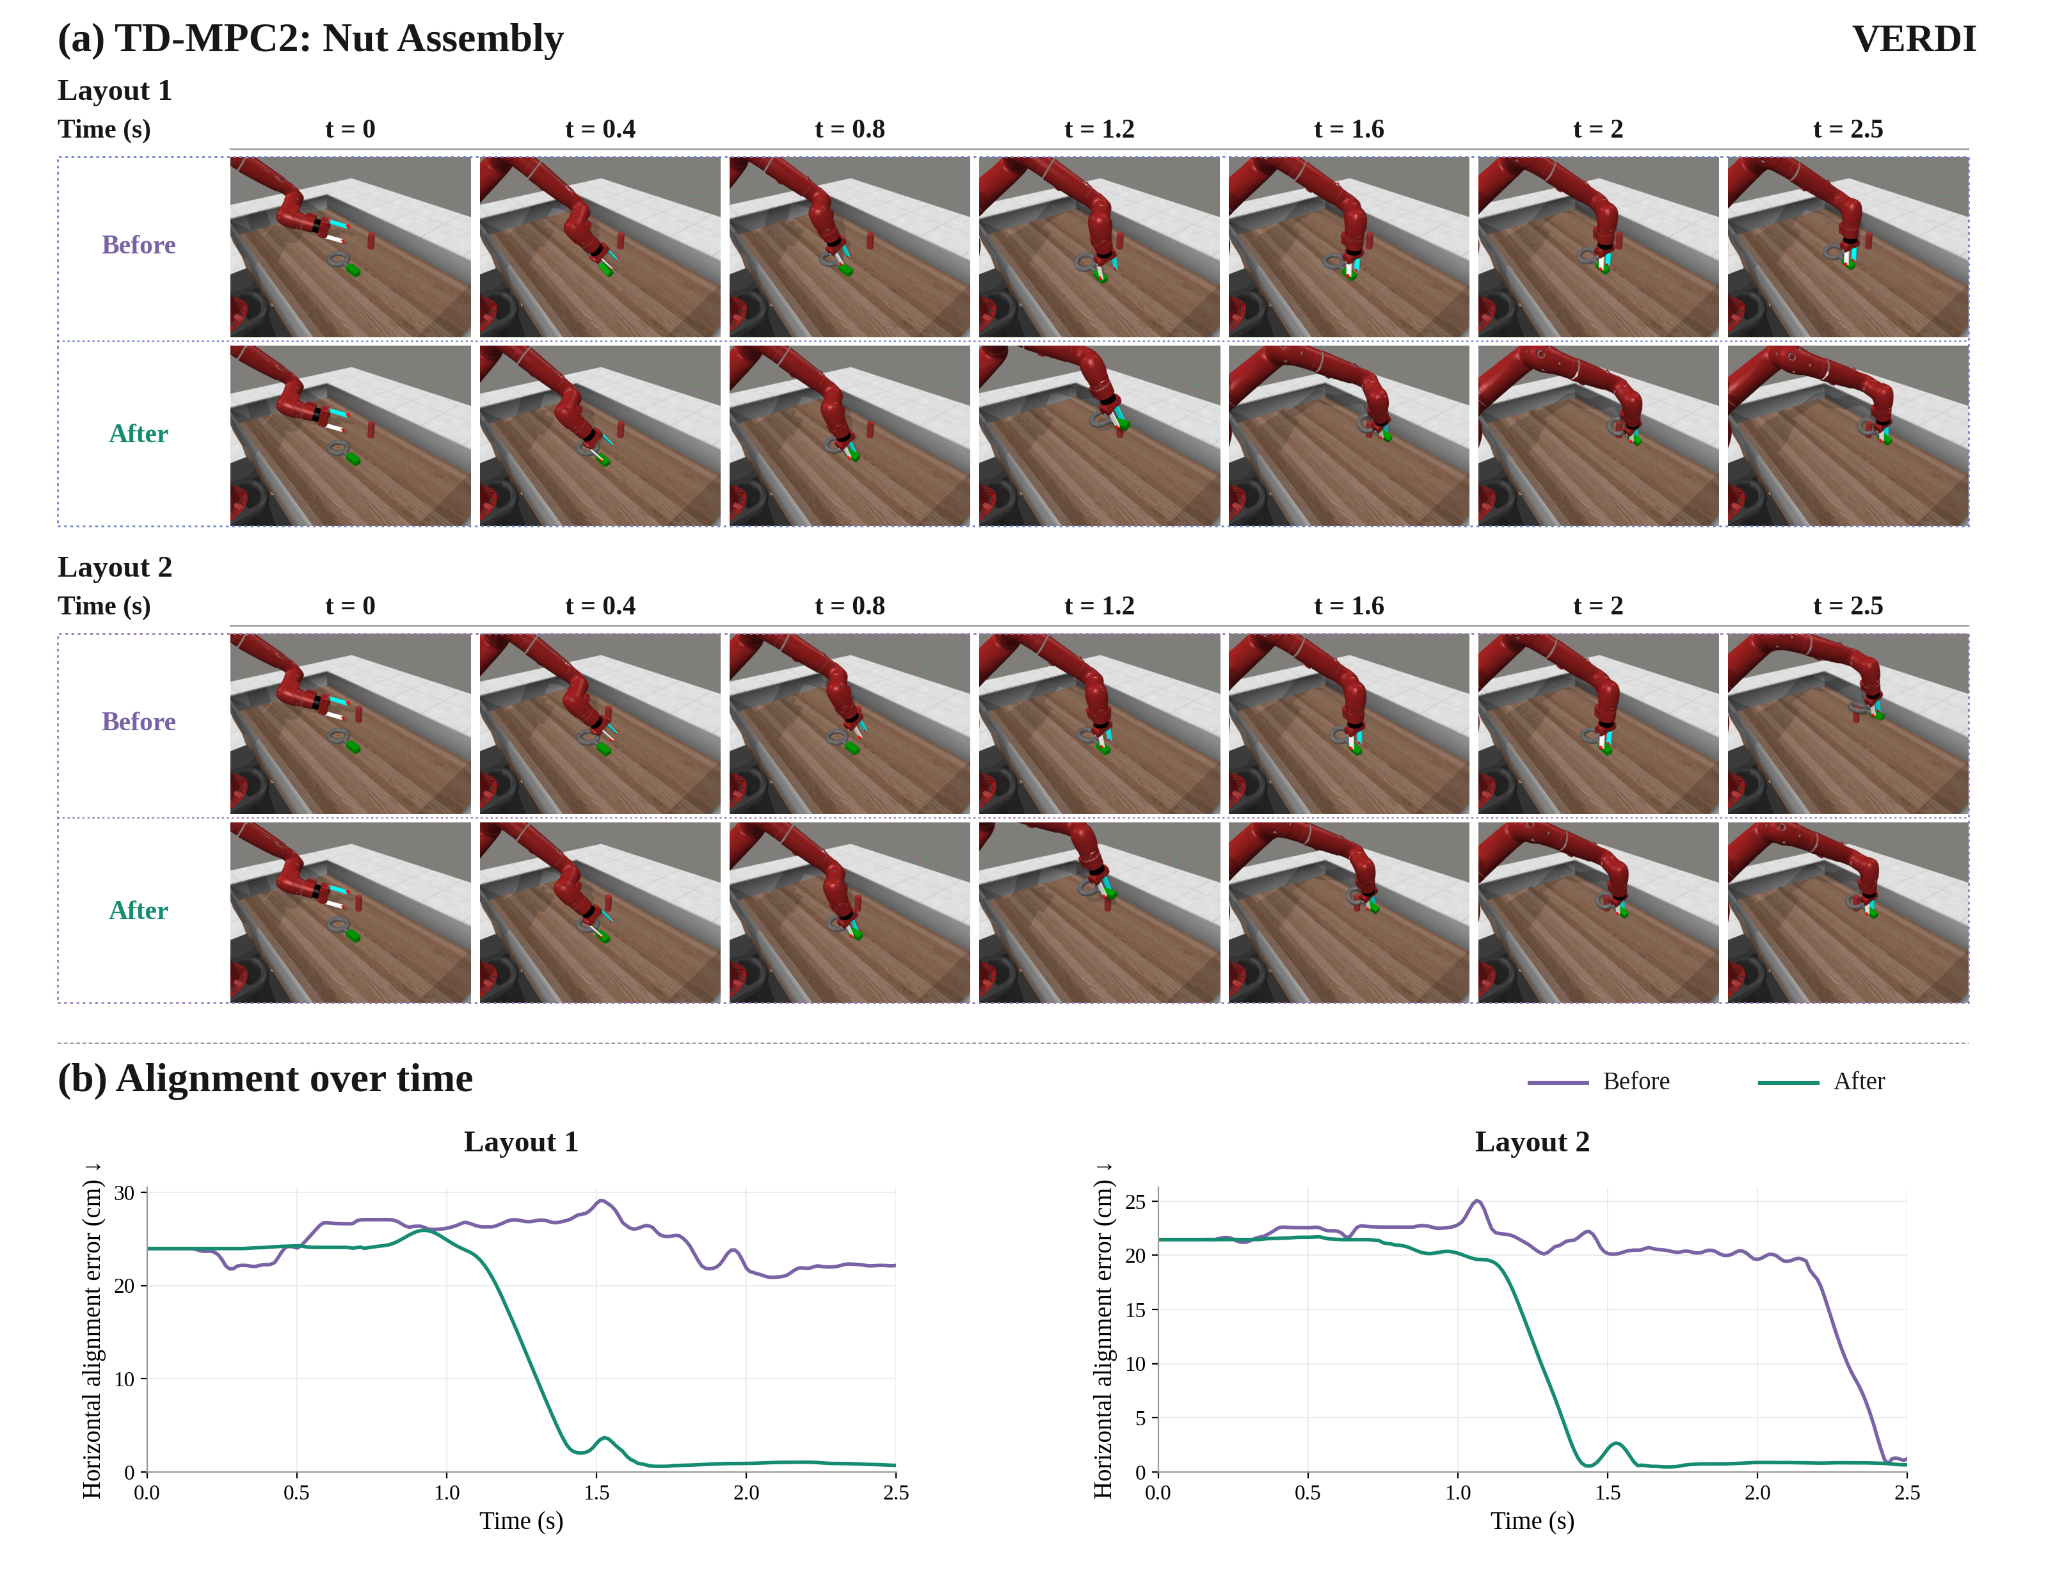 (a) TD-MPC2: Nut Assembly
VERDI
Layout 1
Time (s) t = 0 t = 0.4 t = 0.8 t = 1.2 t = 1.6 t = 2 t = 2.5
Before
After
Layout 2
Time (s) t = 0 t = 0.4 t = 0.8 t = 1.2 t = 1.6 t = 2 t = 2.5
Before
After
(b) Alignment over time
Before After
Layout 1
Horizontal alignment error (cm) ↓
30
20
10
0
0.0 0.5 1.0 1.5 2.0 2.5
Time (s)
Layout 2
Horizontal alignment error (cm) ↓
25
20
15
10
5
0
0.0 0.5 1.0 1.5 2.0 2.5
Time (s)